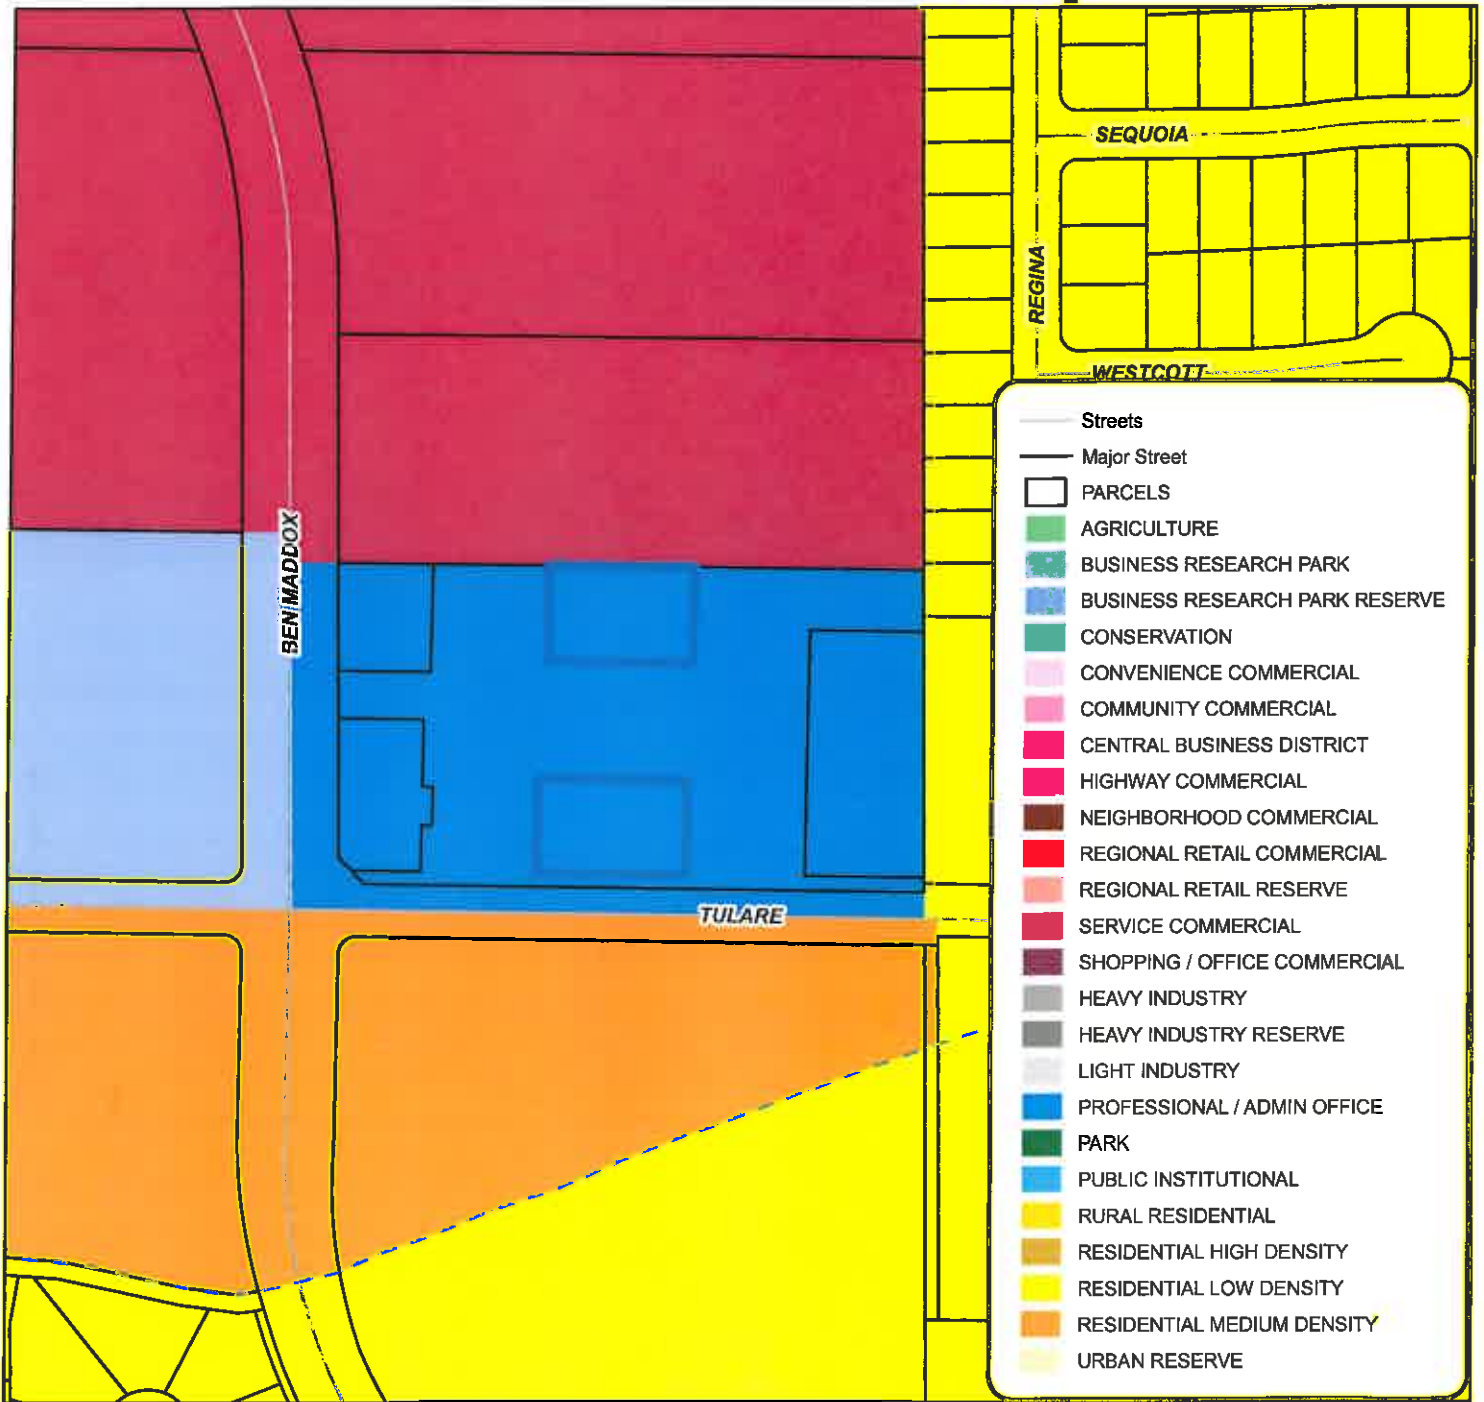 SEQUOIA
REGINA
WESTCOTT
BEN MADDOX
TULARE
Streets
Major Street
PARCELS
AGRICULTURE
BUSINESS RESEARCH PARK
BUSINESS RESEARCH PARK RESERVE
CONSERVATION
CONVENIENCE COMMERCIAL
COMMUNITY COMMERCIAL
CENTRAL BUSINESS DISTRICT
HIGHWAY COMMERCIAL
NEIGHBORHOOD COMMERCIAL
REGIONAL RETAIL COMMERCIAL
REGIONAL RETAIL RESERVE
SERVICE COMMERCIAL
SHOPPING / OFFICE COMMERCIAL
HEAVY INDUSTRY
HEAVY INDUSTRY RESERVE
LIGHT INDUSTRY
PROFESSIONAL / ADMIN OFFICE
PARK
PUBLIC INSTITUTIONAL
RURAL RESIDENTIAL
RESIDENTIAL HIGH DENSITY
RESIDENTIAL LOW DENSITY
RESIDENTIAL MEDIUM DENSITY
URBAN RESERVE